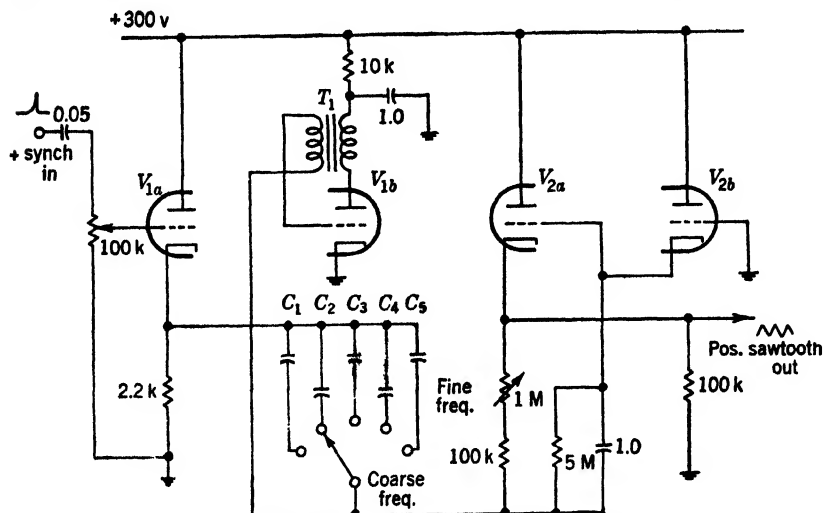 +300 v
10 k
T1
1.0
0.05
+ synch
in
V1a
V1b
V2a
V2b
100 k
C1 C2 C3 C4 C5
2.2 k
Fine
freq.
1 M
Pos. sawtooth
out
100 k
100 k
5 M
1.0
Coarse
freq.